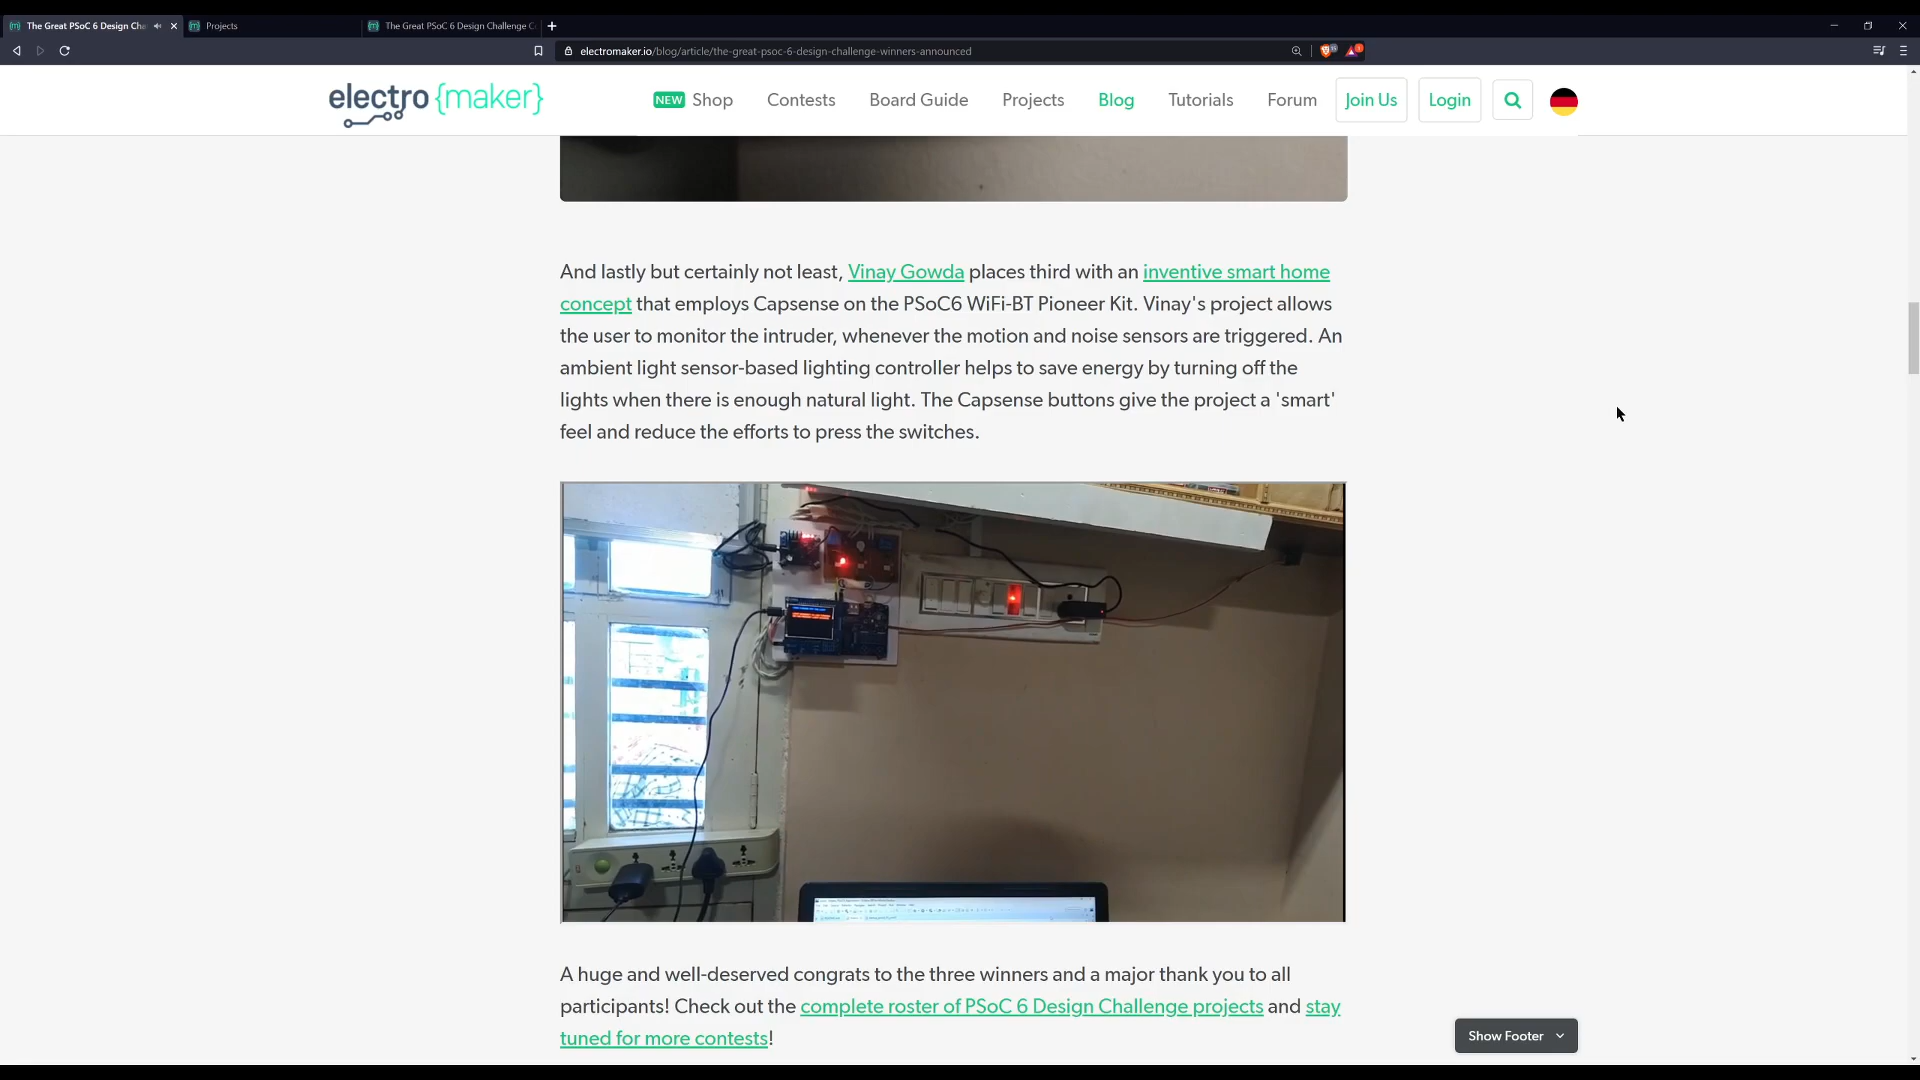 The Great PSoC 6 Design Cha
Projects
The Great PSoC 6 Design Challenge C
electromaker.io/blog/article/the-great-psoc-6-design-challenge-winners-announced
electro {maker}
NEW Shop
Contests
Board Guide
Projects
Blog
Tutorials
Forum
Join Us
Login
And lastly but certainly not least, Vinay Gowda places third with an inventive smart home
concept that employs Capsense on the PSoC6 WiFi-BT Pioneer Kit. Vinay's project allows
the user to monitor the intruder, whenever the motion and noise sensors are triggered. An
ambient light sensor-based lighting controller helps to save energy by turning off the
lights when there is enough natural light. The Capsense buttons give the project a 'smart'
feel and reduce the efforts to press the switches.
A huge and well-deserved congrats to the three winners and a major thank you to all
participants! Check out the complete roster of PSoC 6 Design Challenge projects and stay
tuned for more contests!
Show Footer